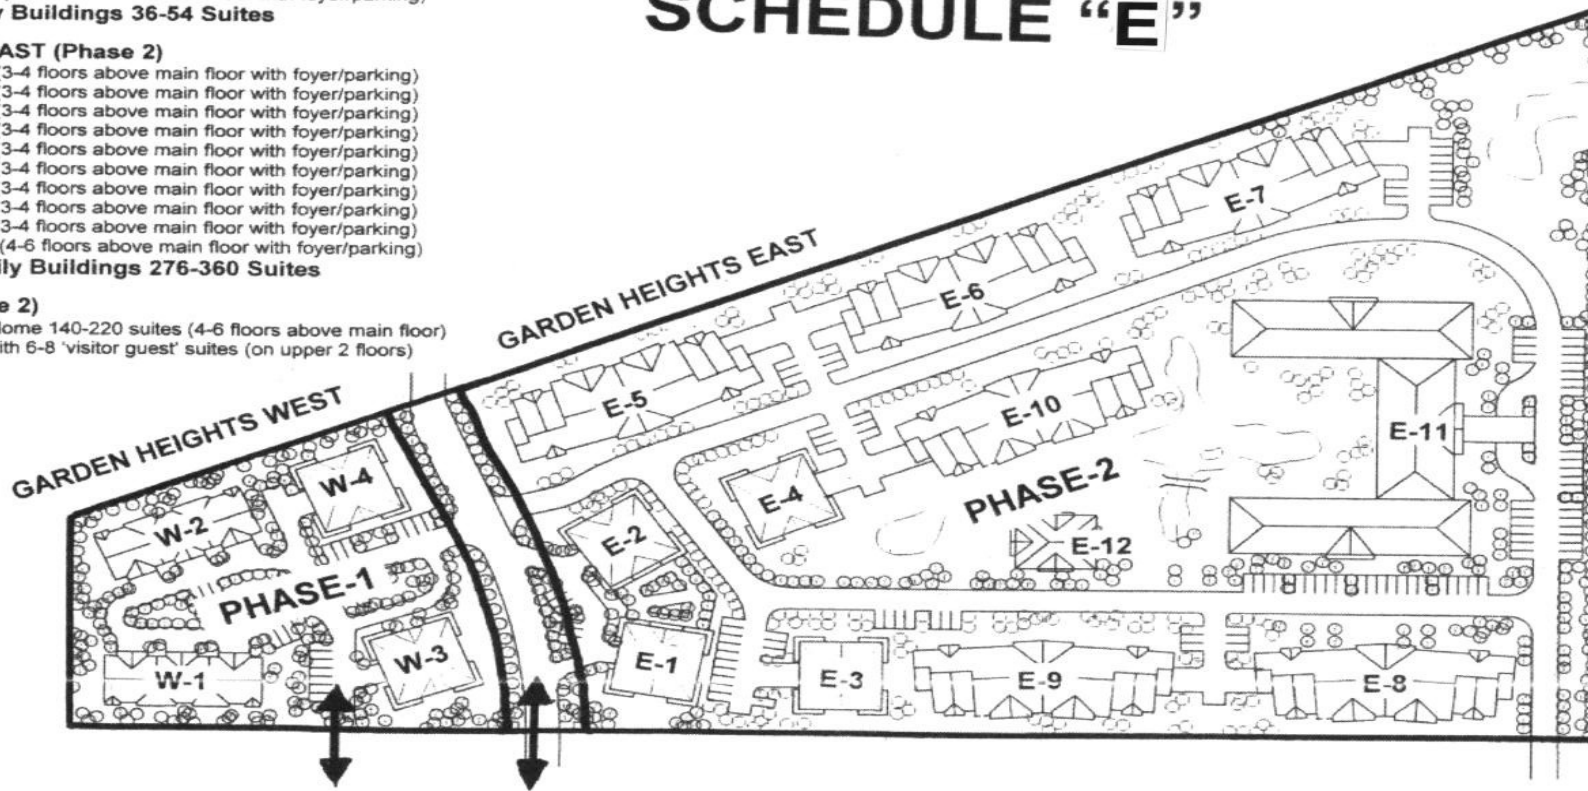 Buildings 36-54 Suites
SCHEDULE “E”
AST (Phase 2)
3-4 floors above main floor with foyer/parking)
3-4 floors above main floor with foyer/parking)
3-4 floors above main floor with foyer/parking)
3-4 floors above main floor with foyer/parking)
3-4 floors above main floor with foyer/parking)
3-4 floors above main floor with foyer/parking)
3-4 floors above main floor with foyer/parking)
3-4 floors above main floor with foyer/parking)
3-4 floors above main floor with foyer/parking)
(4-6 floors above main floor with foyer/parking)
ily Buildings 276-360 Suites
e 2)
ome 140-220 suites (4-6 floors above main floor)
ith 6-8 'visitor guest' suites (on upper 2 floors)
GARDEN HEIGHTS EAST
GARDEN HEIGHTS WEST
E-7
E-6
E-5
E-10
E-11
W-4
E-4
PHASE-2
W-2
E-2
E-12
PHASE-1
W-3
E-1
W-1
E-3
E-9
E-8